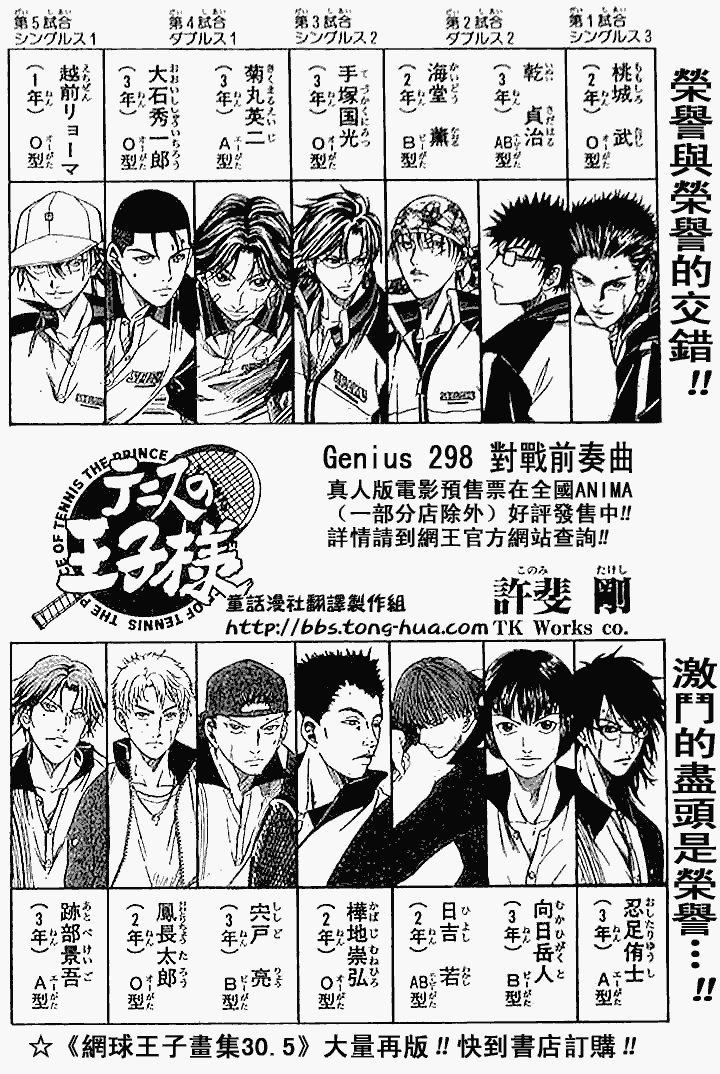 第5試合 シングルス1
第4試合 ダブルス1
第3試合 シングルス2
第2試合 ダブルス2
第1試合 シングルス3
桃城 武
(2年) O型
乾 貞治
(3年) AB型
海堂 薫
(2年) B型
手塚国光
(3年) O型
菊丸英二
(3年) A型
大石秀一郎
(3年) O型
越前リョーマ
(1年) O型
榮譽與榮譽的交錯!!
THE PRINCE OF TENNIS THE PRINCE OF TENNIS
テニスの
王子様
Genius 298 對戰前奏曲
真人版電影預售票在全國ANIMA
(一部分店除外)好評發售中!!
詳情請到網王官方網站查詢!!
許斐 剛
このみ たけし
TK Works co.
童話漫社翻譯製作組
http://bbs.tong-hua.com
激鬥的盡頭是榮譽…!!
忍足侑士
(3年) A型
向日岳人
(3年) B型
日吉 若
(2年) AB型
樺地崇弘
(2年) O型
宍戸 亮
(3年) B型
鳳長太郎
(2年) O型
跡部景吾
(3年) A型
☆《網球王子畫集30.5》大量再版!!快到書店訂購!!